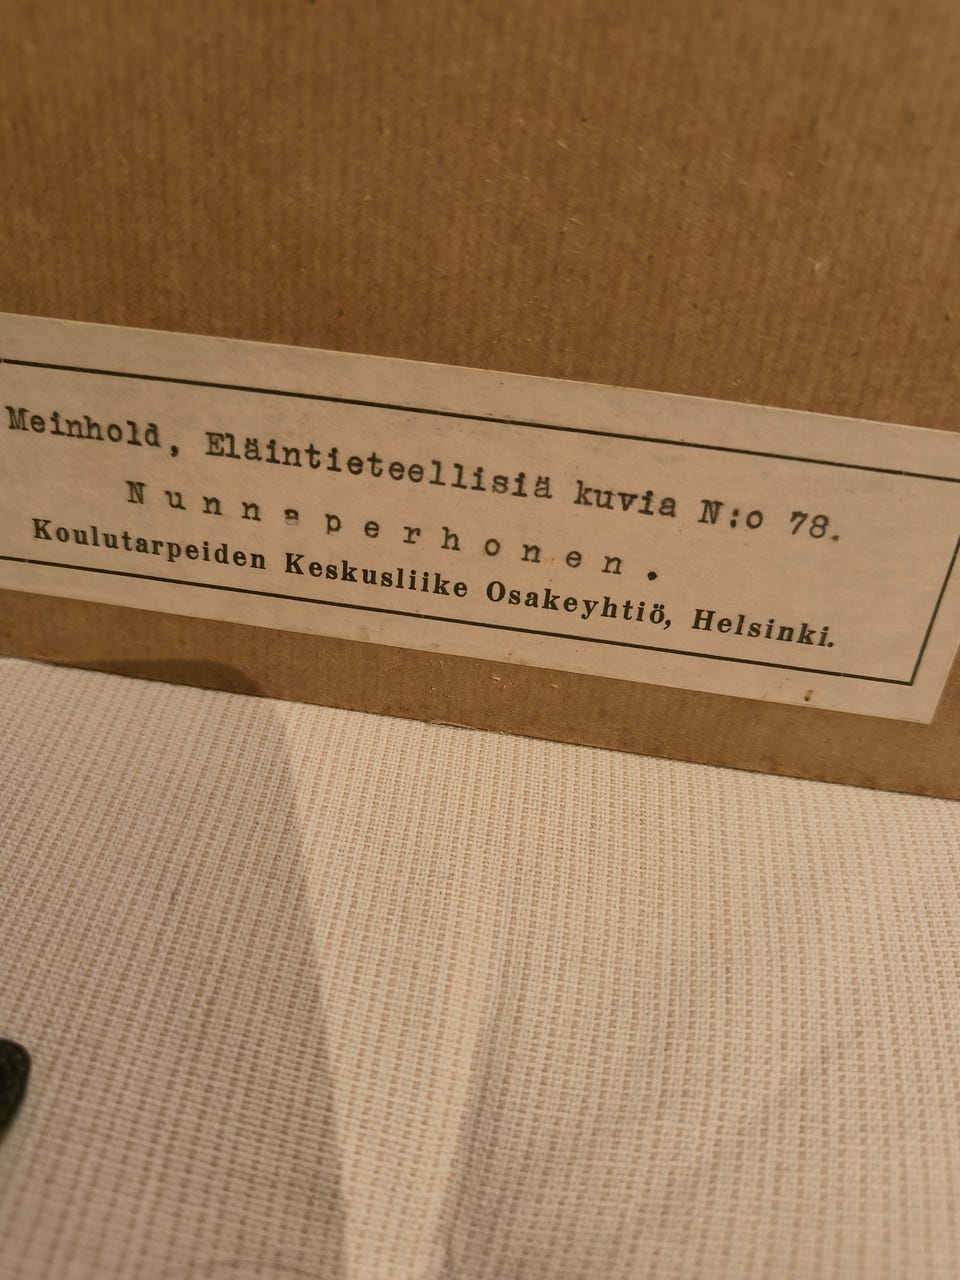 Meinhold, Eläintieteellisiä kuvia N:o 78.
Nunnaperhonen.
Koulutarpeiden Keskusliike Osakeyhtiö, Helsinki.